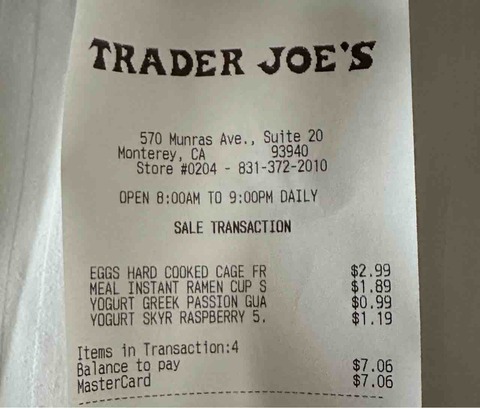 TRADER JOE'S
570 Munras Ave., Suite 20
Monterey, CA 93940
Store #0204 - 831-372-2010
OPEN 8:00AM TO 9:00PM DAILY
SALE TRANSACTION
EGGS HARD COOKED CAGE FR $2.99
MEAL INSTANT RAMEN CUP S $1.89
YOGURT GREEK PASSION GUA $0.99
YOGURT SKYR RASPBERRY 5. $1.19
Items in Transaction:4
Balance to pay $7.06
MasterCard $7.06